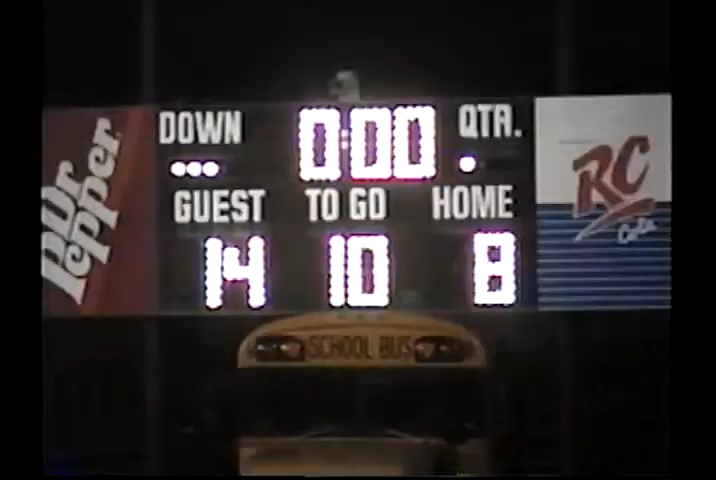 Dr Pepper
DOWN 0:00 QTR.
GUEST TO GO HOME
14 10 8
RC Cola
SCHOOL BUS